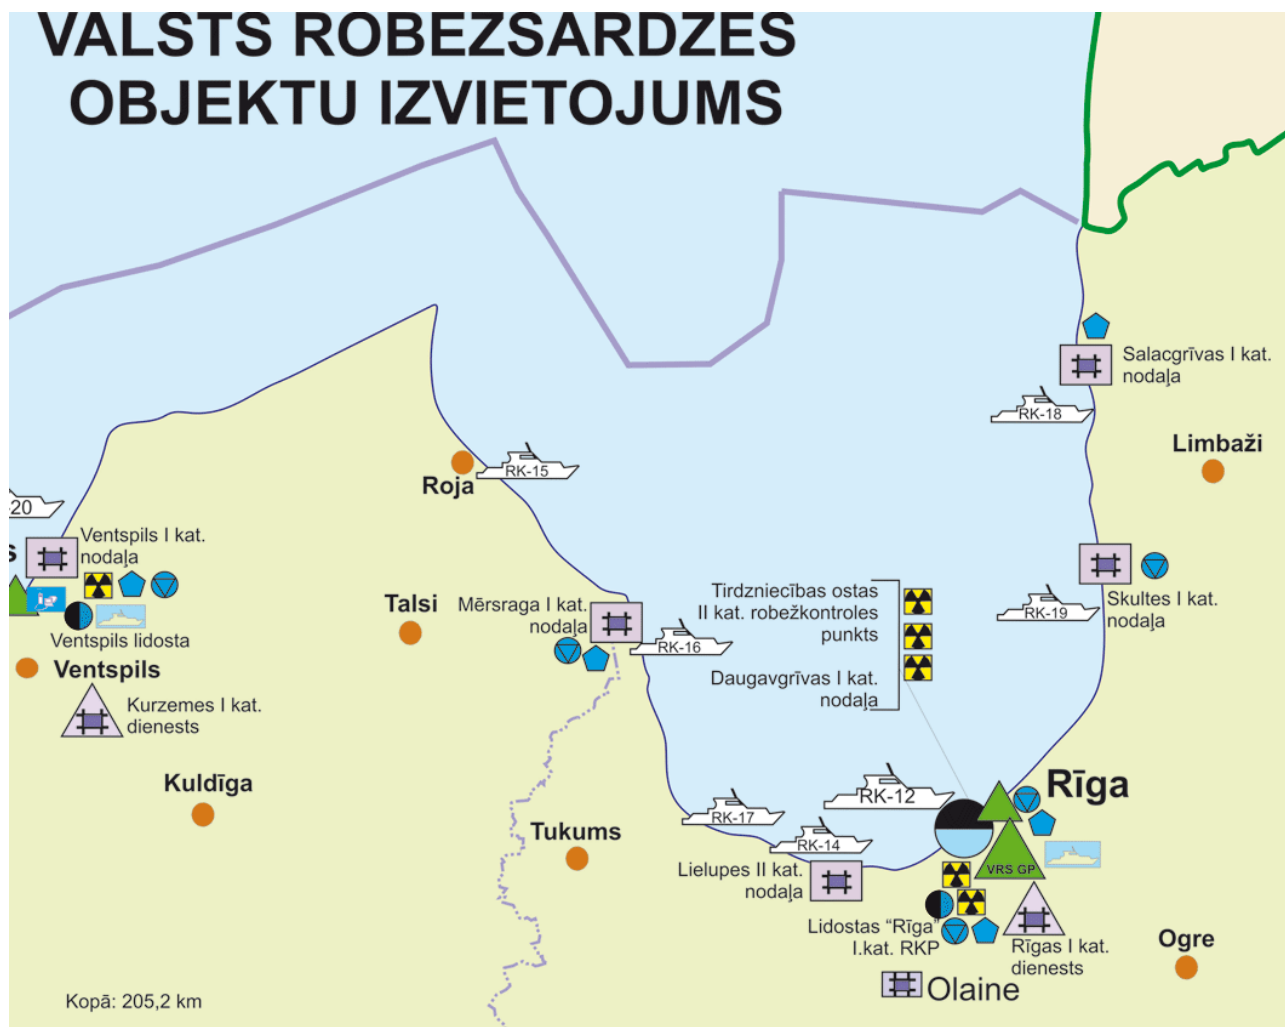 VALSTS ROBEŽSARDZES
OBJEKTU IZVIETOJUMS
Salacgrīvas I kat.
nodaļa
RK-18
Limbaži
RK-15
Roja
-20
s
Ventspils I kat.
nodaļa
Ventspils lidosta
Ventspils
Kurzemes I kat.
dienests
Talsi
Mērsraga I kat.
nodaļa
RK-16
Tirdzniecības ostas
II kat. robežkontroles
punkts
Daugavgrīvas I kat.
nodaļa
RK-19
Skultes I kat.
nodaļa
Kuldīga
Tukums
RK-17
RK-14
RK-12
Rīga
VRS GP
Lielupes II kat.
nodaļa
Lidostas “Rīga”
I.kat. RKP
Rīgas I kat.
dienests
Ogre
Olaine
Kopā: 205,2 km